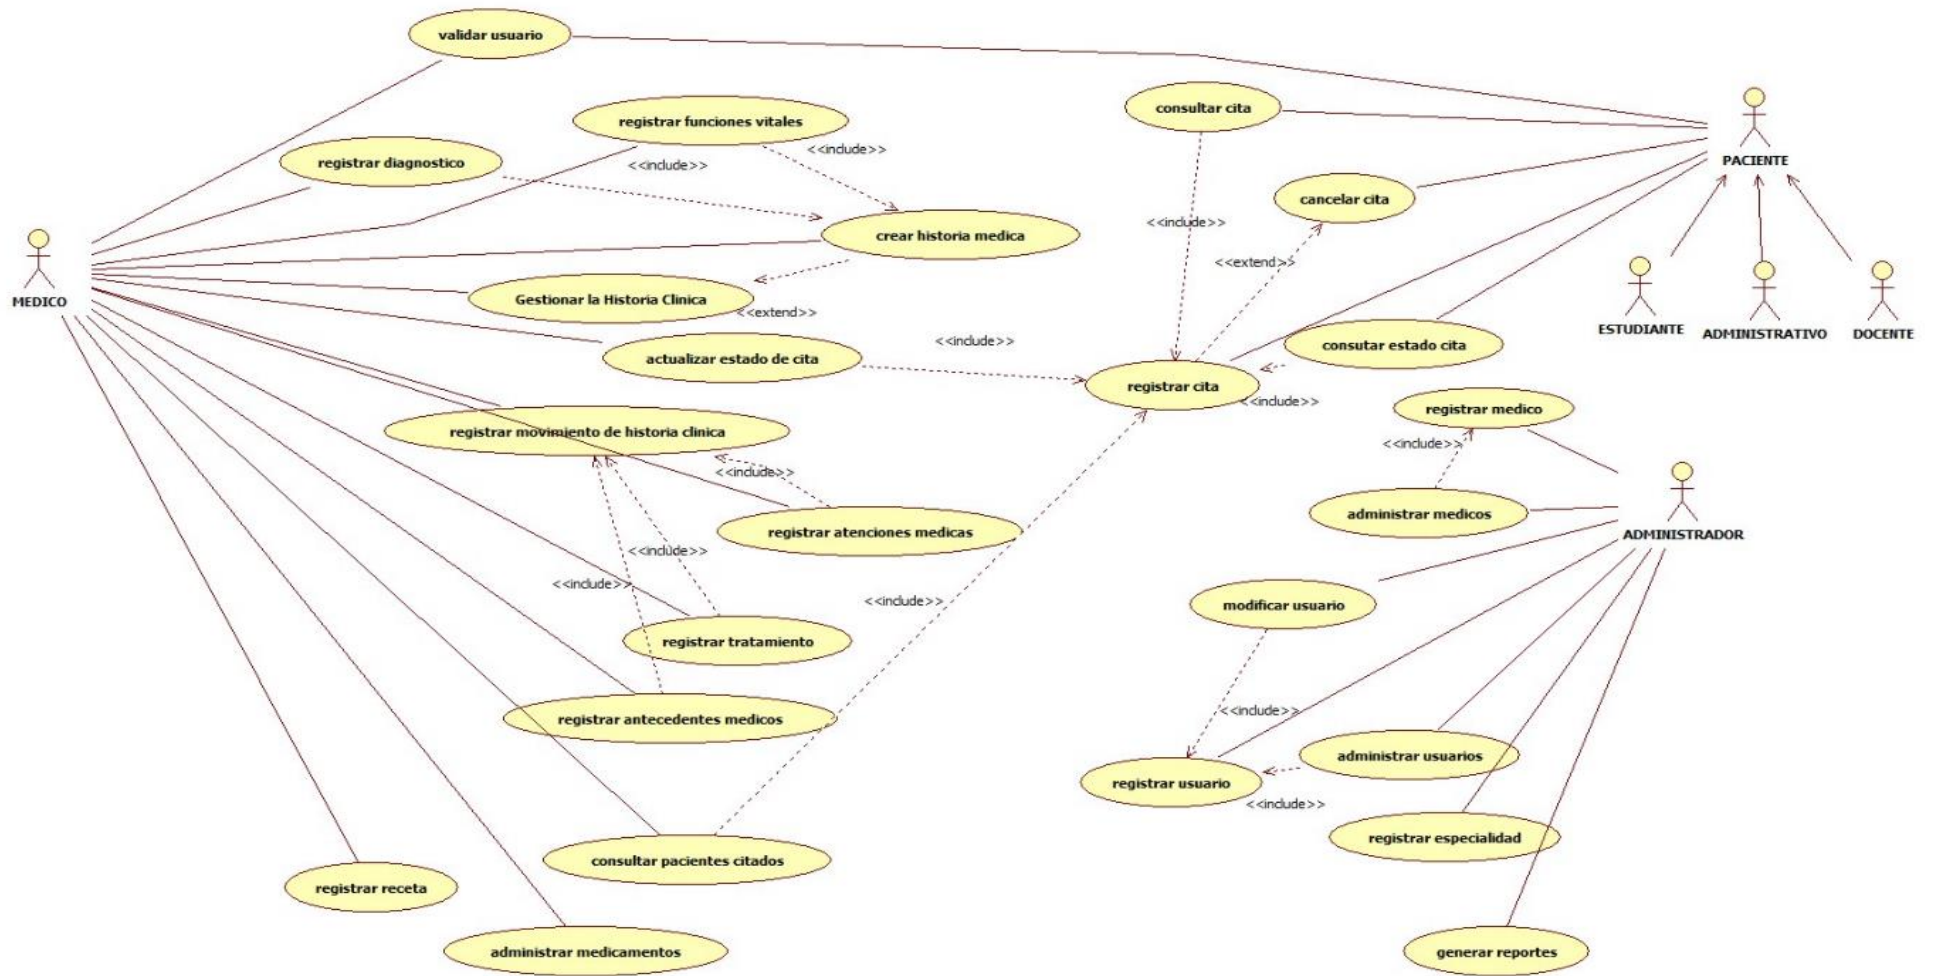 validar usuario
consultar cita
registrar funciones vitales
<<include>>
<<include>>
registrar diagnostico
PACIENTE
cancelar cita
<<include>>
crear historia medica
<<extend>>
MEDICO
Gestionar la Historia Clinica
<<extend>>
ESTUDIANTE
ADMINISTRATIVO
DOCENTE
<<include>>
consutar estado cita
actualizar estado de cita
registrar cita
<<include>>
registrar medico
registrar movimiento de historia clinica
<<include>>
<<include>>
administrar medicos
registrar atenciones medicas
ADMINISTRADOR
<<include>>
<<include>>
<<include>>
modificar usuario
registrar tratamiento
<<include>>
registrar antecedentes medicos
administrar usuarios
registrar usuario
<<include>>
registrar especialidad
consultar pacientes citados
registrar receta
administrar medicamentos
generar reportes